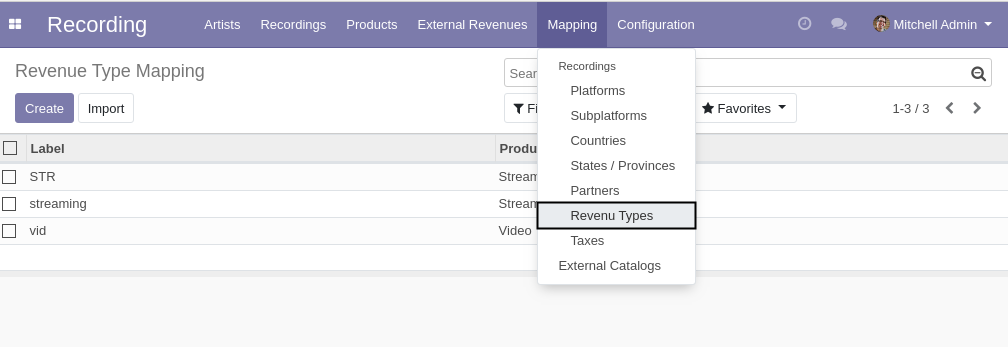 Recording Artists Recordings Products External Revenues Mapping Configuration Mitchell Admin
Revenue Type Mapping
Sear
Create Import
Fi
Favorites
1-3 / 3
Recordings
Platforms
Subplatforms
Countries
States / Provinces
Partners
Revenu Types
Taxes
External Catalogs
Label Produ
STR Stream
streaming Stream
vid Video